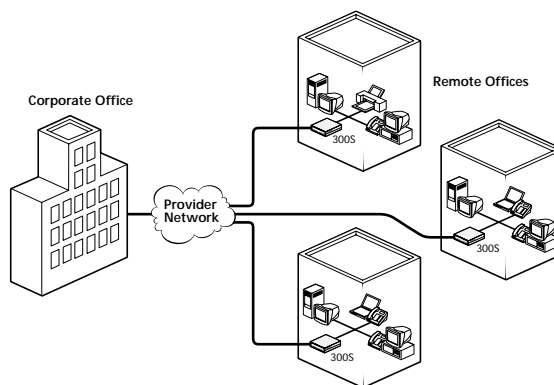 Corporate Office
Provider
Network
Remote Offices
300S
300S
300S